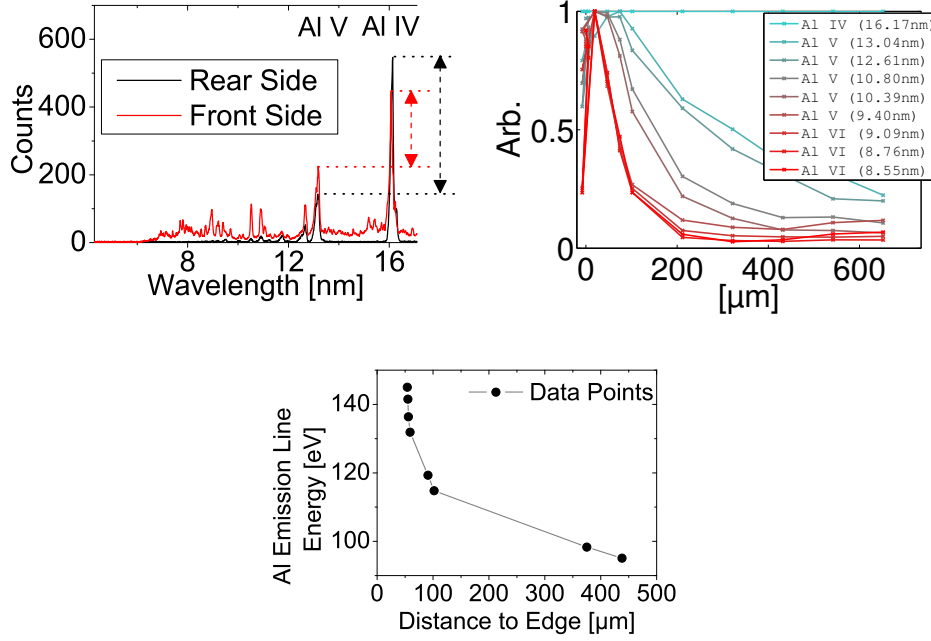 Al V Al IV
600
400
200
0
Counts
Rear Side
Front Side
8 12 16
Wavelength [nm]
1
0.5
0
Arb.
Al IV (16.17nm)
Al V (13.04nm)
Al V (12.61nm)
Al V (10.80nm)
Al V (10.39nm)
Al V (9.40nm)
Al VI (9.09nm)
Al VI (8.76nm)
Al VI (8.55nm)
0 200 400 600
[µm]
140
120
100
Al Emission Line
Energy [eV]
Data Points
0 100 200 300 400 500
Distance to Edge [µm]